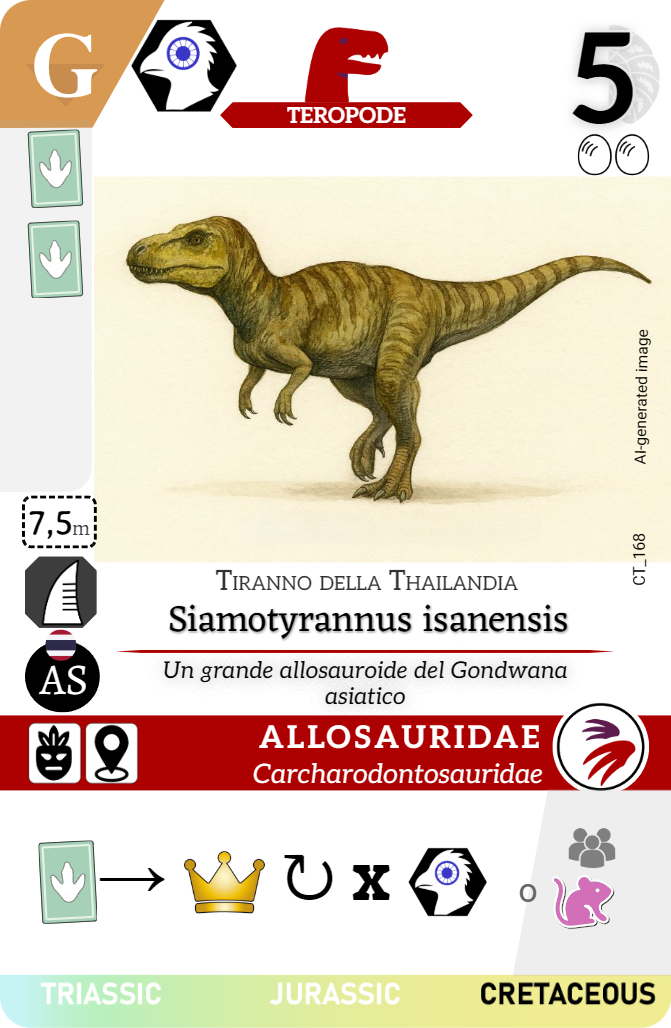 G
TEROPODE
5
AI-generated image
CT_168
7,5m
AS
Tiranno della Thailandia
Siamotyrannus isanensis
Un grande allosauroide del Gondwana
asiatico
ALLOSAURIDAE
Carcharodontosauridae
x
o
TRIASSIC JURASSIC CRETACEOUS